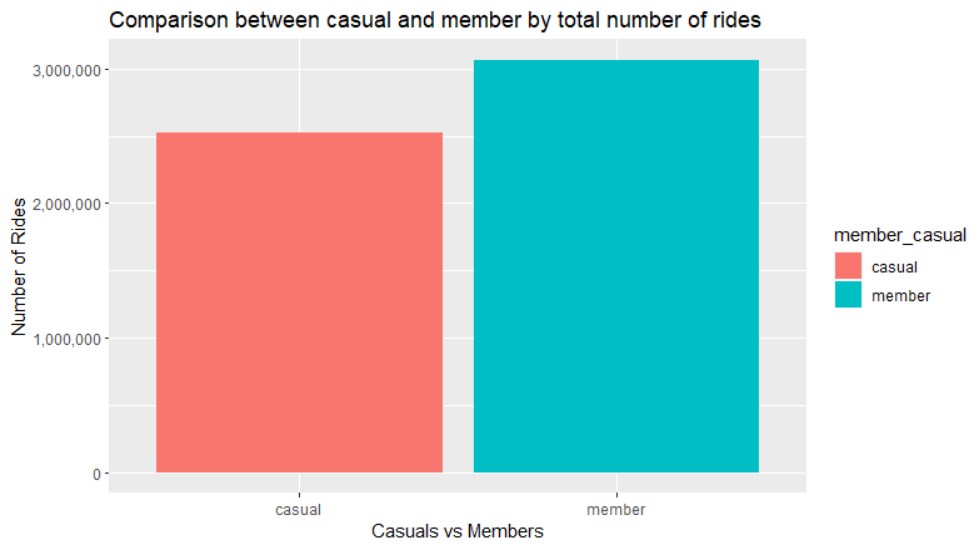 Comparison between casual and member by total number of rides
Number of Rides
3,000,000
2,000,000
1,000,000
0
casual
member
Casuals vs Members
member_casual
casual
member